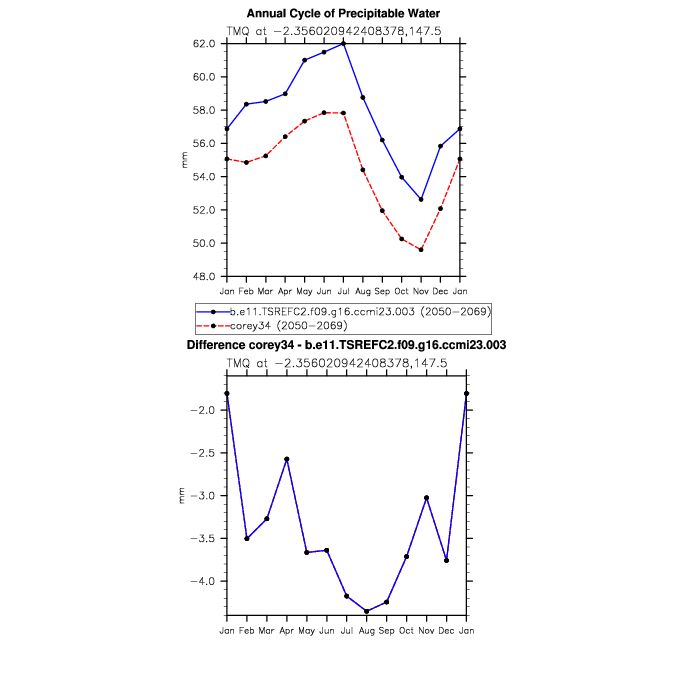 Annual Cycle of Precipitable Water
TMQ at −2.356020942408378,147.5
62.0
60.0
58.0
56.0
54.0
52.0
50.0
48.0
mm
Jan Feb Mar Apr May Jun Jul Aug Sep Oct Nov Dec Jan
b.e11.TSREFC2.f09.g16.ccmi23.003 (2050−2069)
corey34 (2050−2069)
Difference corey34 - b.e11.TSREFC2.f09.g16.ccmi23.003
TMQ at −2.356020942408378,147.5
−2.0
−2.5
−3.0
−3.5
−4.0
mm
Jan Feb Mar Apr May Jun Jul Aug Sep Oct Nov Dec Jan